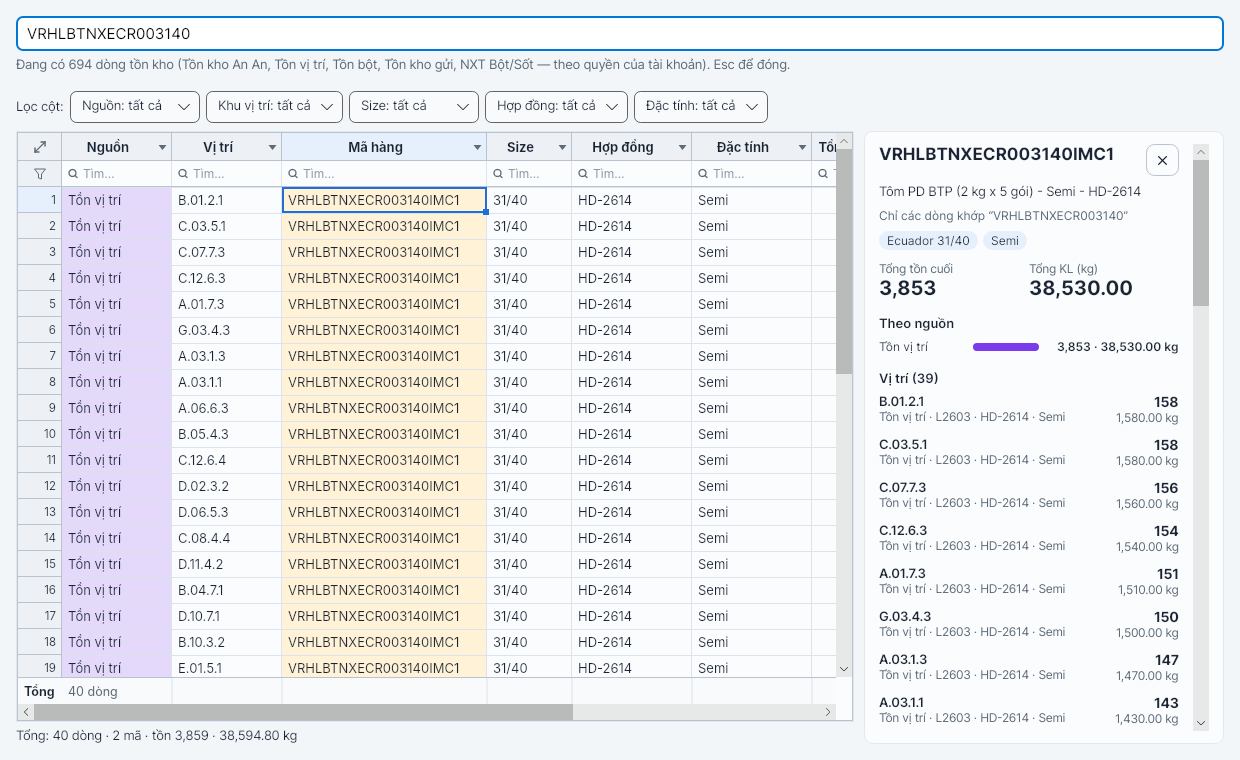 VRHLBTNXECR003140
Đang có 694 dòng tồn kho (Tồn kho An An, Tồn vị trí, Tồn bột, Tồn kho gửi, NXT Bột/Sốt — theo quyền của tài khoản). Esc để đóng.
Lọc cột: Nguồn: tất cả Khu vị trí: tất cả Size: tất cả Hợp đồng: tất cả Đặc tính: tất cả
Nguồn Vị trí Mã hàng Size Hợp đồng Đặc tính
Tìm... Tìm... Tìm... Tìm... Tìm... Tìm...
1 Tồn vị trí B.01.2.1 VRHLBTNXECR003140IMC1 31/40 HD-2614 Semi
2 Tồn vị trí C.03.5.1 VRHLBTNXECR003140IMC1 31/40 HD-2614 Semi
3 Tồn vị trí C.07.7.3 VRHLBTNXECR003140IMC1 31/40 HD-2614 Semi
4 Tồn vị trí C.12.6.3 VRHLBTNXECR003140IMC1 31/40 HD-2614 Semi
5 Tồn vị trí A.01.7.3 VRHLBTNXECR003140IMC1 31/40 HD-2614 Semi
6 Tồn vị trí G.03.4.3 VRHLBTNXECR003140IMC1 31/40 HD-2614 Semi
7 Tồn vị trí A.03.1.3 VRHLBTNXECR003140IMC1 31/40 HD-2614 Semi
8 Tồn vị trí A.03.1.1 VRHLBTNXECR003140IMC1 31/40 HD-2614 Semi
9 Tồn vị trí A.06.6.3 VRHLBTNXECR003140IMC1 31/40 HD-2614 Semi
10 Tồn vị trí B.05.4.3 VRHLBTNXECR003140IMC1 31/40 HD-2614 Semi
11 Tồn vị trí C.12.6.4 VRHLBTNXECR003140IMC1 31/40 HD-2614 Semi
12 Tồn vị trí D.02.3.2 VRHLBTNXECR003140IMC1 31/40 HD-2614 Semi
13 Tồn vị trí D.06.5.3 VRHLBTNXECR003140IMC1 31/40 HD-2614 Semi
14 Tồn vị trí C.08.4.4 VRHLBTNXECR003140IMC1 31/40 HD-2614 Semi
15 Tồn vị trí D.11.4.2 VRHLBTNXECR003140IMC1 31/40 HD-2614 Semi
16 Tồn vị trí B.04.7.1 VRHLBTNXECR003140IMC1 31/40 HD-2614 Semi
17 Tồn vị trí D.10.7.1 VRHLBTNXECR003140IMC1 31/40 HD-2614 Semi
18 Tồn vị trí B.10.3.2 VRHLBTNXECR003140IMC1 31/40 HD-2614 Semi
19 Tồn vị trí E.01.5.1 VRHLBTNXECR003140IMC1 31/40 HD-2614 Semi
Tổng 40 dòng
Tổng: 40 dòng · 2 mã · tồn 3,859 · 38,594.80 kg
VRHLBTNXECR003140IMC1
Tôm PD BTP (2 kg x 5 gói) - Semi - HD-2614
Chỉ các dòng khớp “VRHLBTNXECR003140”
Ecuador 31/40 Semi
Tổng tồn cuối Tổng KL (kg)
3,853 38,530.00
Theo nguồn
Tồn vị trí 3,853 · 38,530.00 kg
Vị trí (39)
B.01.2.1 158
Tồn vị trí · L2603 · HD-2614 · Semi 1,580.00 kg
C.03.5.1 158
Tồn vị trí · L2603 · HD-2614 · Semi 1,580.00 kg
C.07.7.3 156
Tồn vị trí · L2603 · HD-2614 · Semi 1,560.00 kg
C.12.6.3 154
Tồn vị trí · L2603 · HD-2614 · Semi 1,540.00 kg
A.01.7.3 151
Tồn vị trí · L2603 · HD-2614 · Semi 1,510.00 kg
G.03.4.3 150
Tồn vị trí · L2603 · HD-2614 · Semi 1,500.00 kg
A.03.1.3 147
Tồn vị trí · L2603 · HD-2614 · Semi 1,470.00 kg
A.03.1.1 143
Tồn vị trí · L2603 · HD-2614 · Semi 1,430.00 kg